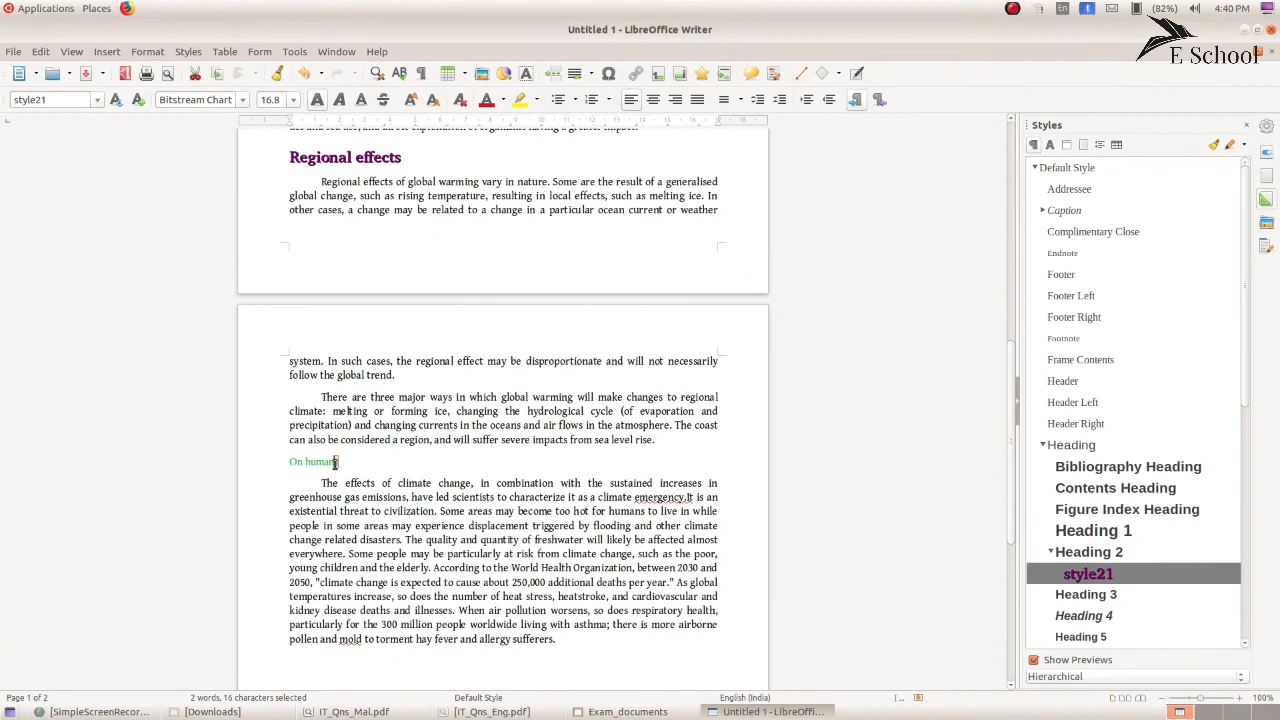 Applications Places En (82%) 4:40 PM
Untitled 1 - LibreOffice Writer
E School
File Edit View Insert Format Styles Table Form Tools Window Help
style21 Bitstream Chart 16.8
Styles
Regional effects
Regional effects of global warming vary in nature. Some are the result of a generalised
global change, such as rising temperature, resulting in local effects, such as melting ice. In
other cases, a change may be related to a change in a particular ocean current or weather
system. In such cases, the regional effect may be disproportionate and will not necessarily
follow the global trend.
There are three major ways in which global warming will make changes to regional
climate: melting or forming ice, changing the hydrological cycle (of evaporation and
precipitation) and changing currents in the oceans and air flows in the atmosphere. The coast
can also be considered a region, and will suffer severe impacts from sea level rise.
On human
The effects of climate change, in combination with the sustained increases in
greenhouse gas emissions, have led scientists to characterize it as a climate emergency.It is an
existential threat to civilization. Some areas may become too hot for humans to live in while
people in some areas may experience displacement triggered by flooding and other climate
change related disasters. The quality and quantity of freshwater will likely be affected almost
everywhere. Some people may be particularly at risk from climate change, such as the poor,
young children and the elderly. According to the World Health Organization, between 2030 and
2050, "climate change is expected to cause about 250,000 additional deaths per year." As global
temperatures increase, so does the number of heat stress, heatstroke, and cardiovascular and
kidney disease deaths and illnesses. When air pollution worsens, so does respiratory health,
particularly for the 300 million people worldwide living with asthma; there is more airborne
pollen and mold to torment hay fever and allergy sufferers.
Default Style
Addressee
Caption
Complimentary Close
Endnote
Footer
Footer Left
Footer Right
Footnote
Frame Contents
Header
Header Left
Header Right
Heading
Bibliography Heading
Contents Heading
Figure Index Heading
Heading 1
Heading 2
style21
Heading 3
Heading 4
Heading 5
Show Previews
Hierarchical
Page 1 of 2 2 words, 16 characters selected Default Style English (India) 100%
[SimpleScreenRecor... [Downloads] IT_Qns_Mal.pdf [IT_Qns_Eng.pdf] Exam_documents Untitled 1 - LibreOffi...